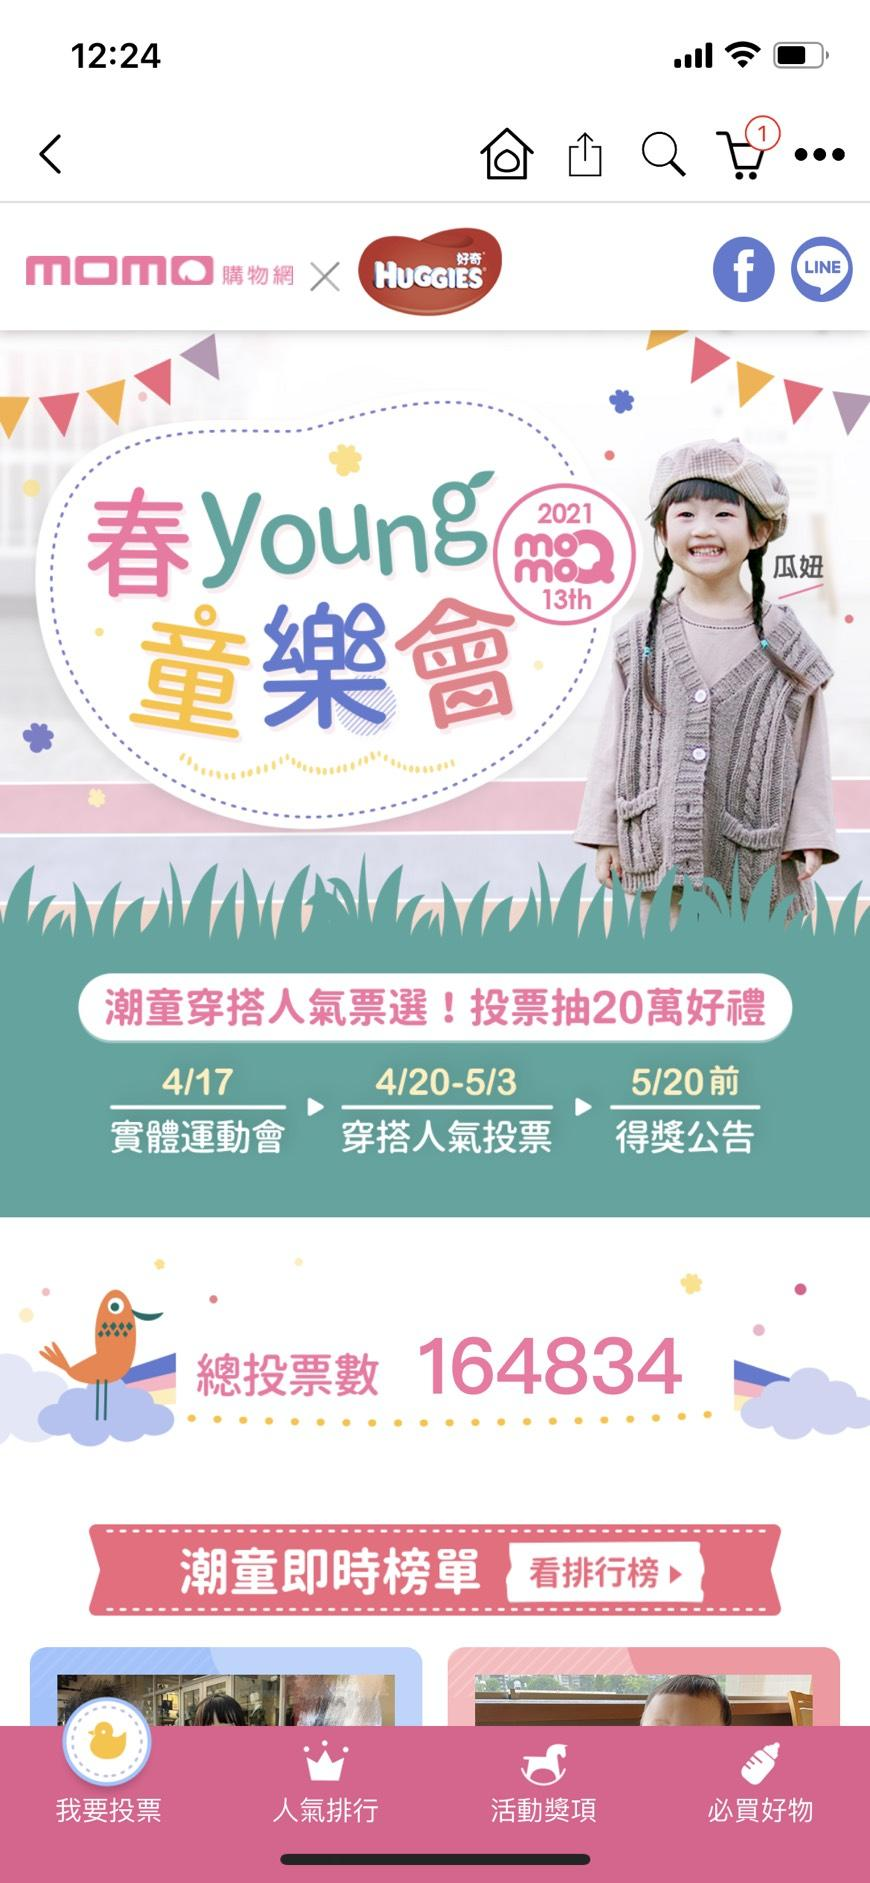 12:24
1
momo購物網 × 好奇 HUGGIES
LINE
春young
童樂會
2021
momo
13th
瓜妞
潮童穿搭人氣票選！投票抽20萬好禮
4/17
實體運動會
4/20-5/3
穿搭人氣投票
5/20前
得獎公告
總投票數 164834
潮童即時榜單 看排行榜
我要投票
人氣排行
活動獎項
必買好物